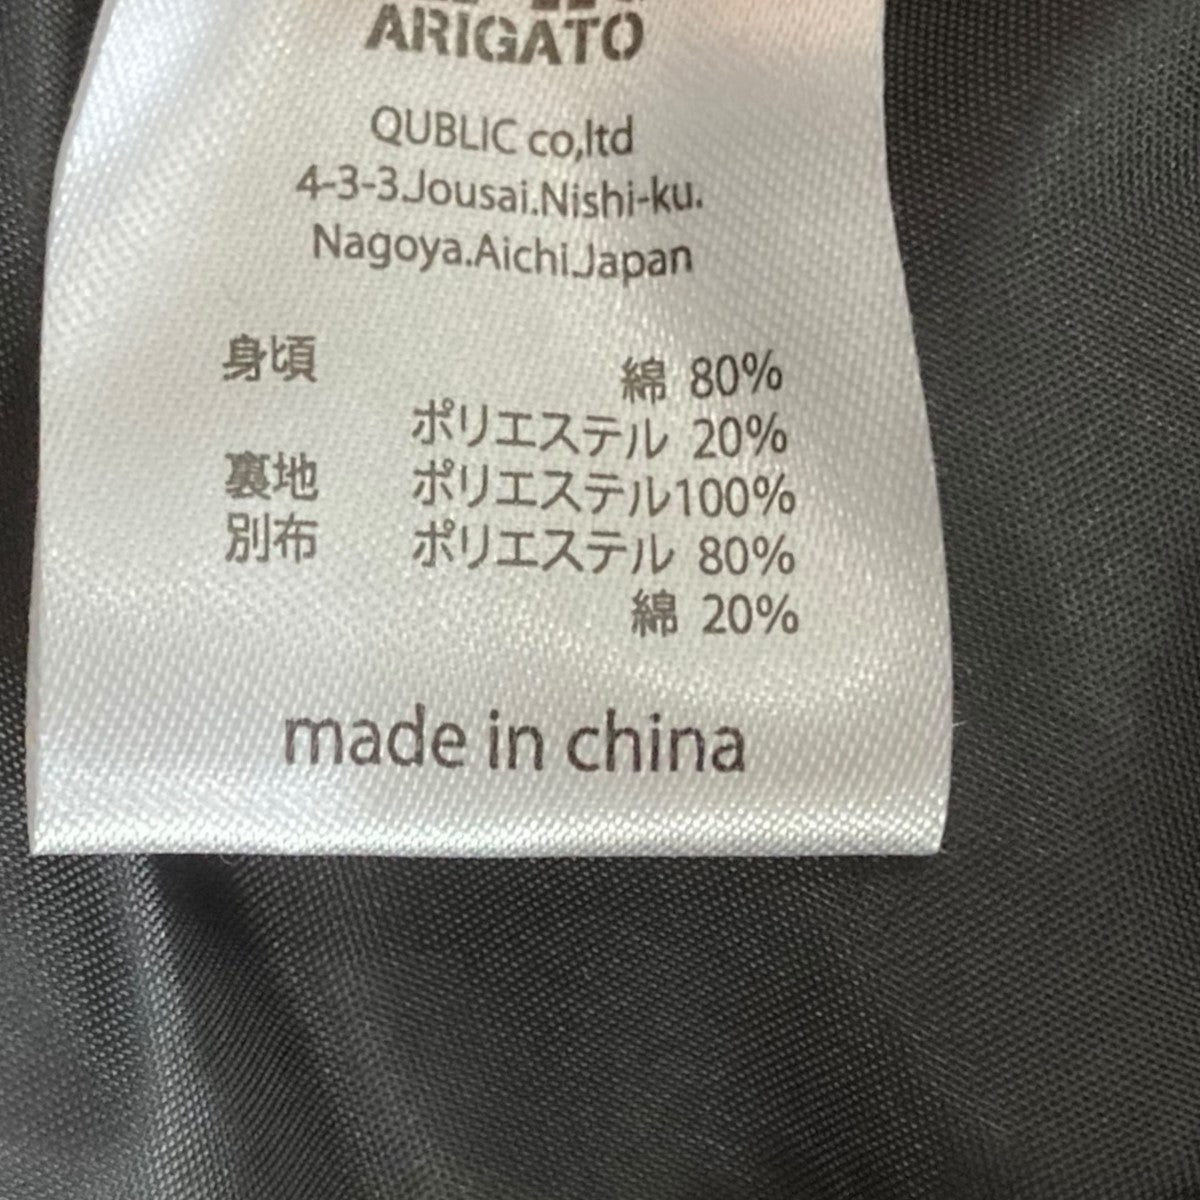 ARIGATO
QUBLIC co,ltd
4-3-3.Jousai.Nishi-ku.
Nagoya.Aichi.Japan
身頃 綿 80%
ポリエステル 20%
裏地 ポリエステル100%
別布 ポリエステル 80%
綿 20%
made in china